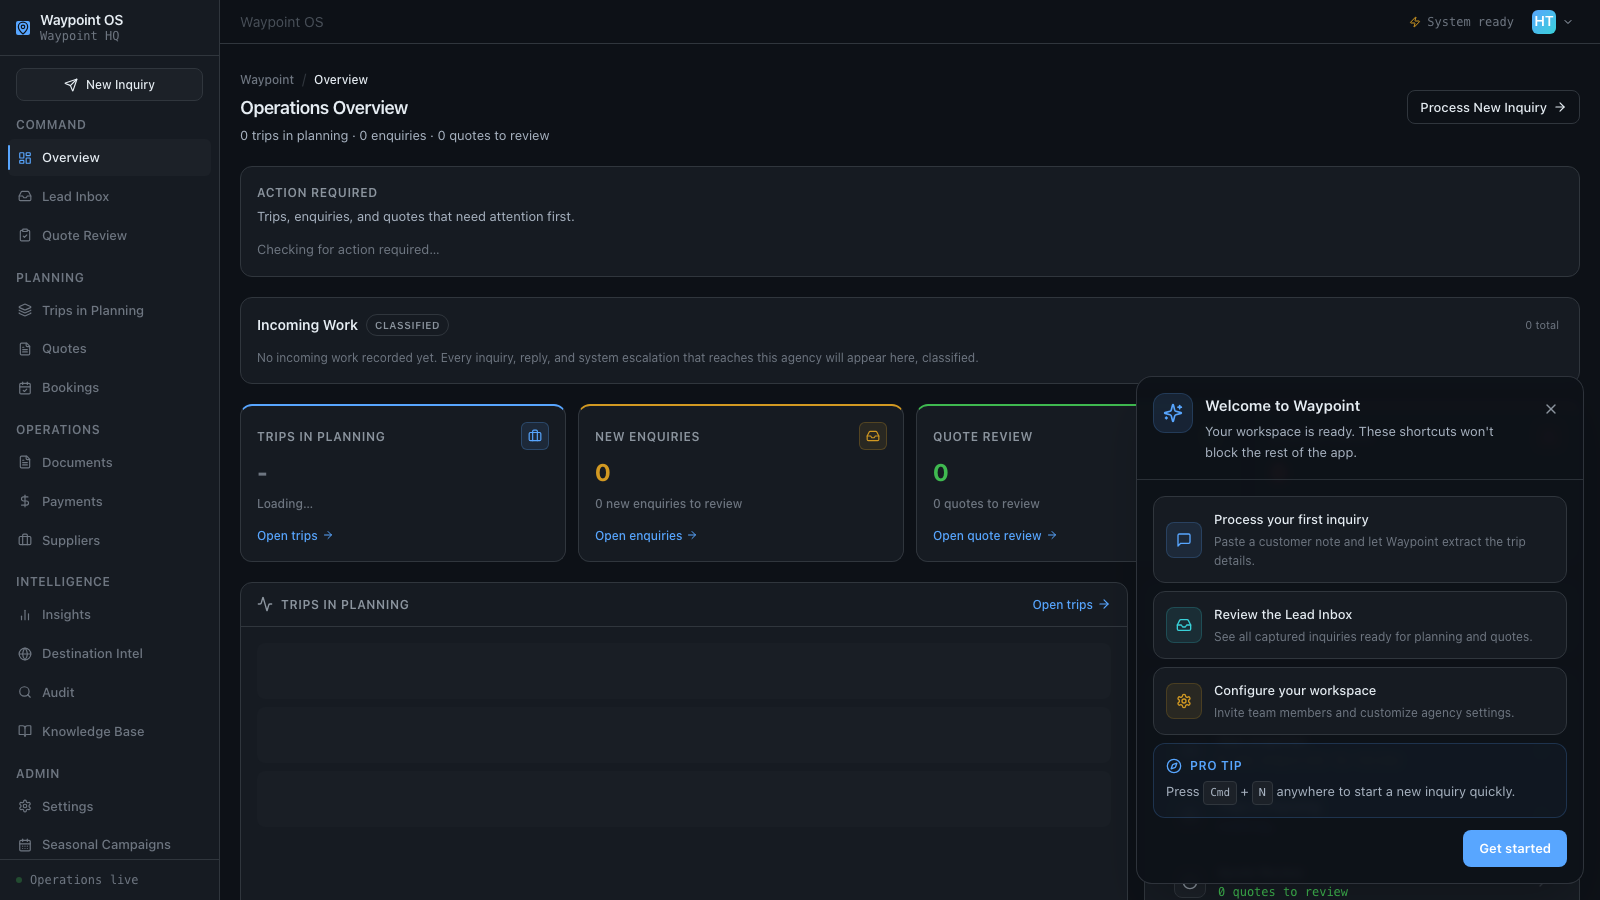 Waypoint OS
Waypoint HQ
New Inquiry
COMMAND
Overview
Lead Inbox
Quote Review
PLANNING
Trips in Planning
Quotes
Bookings
OPERATIONS
Documents
Payments
Suppliers
INTELLIGENCE
Insights
Destination Intel
Audit
Knowledge Base
ADMIN
Settings
Seasonal Campaigns
Operations live
Waypoint OS
System ready
HT
Waypoint / Overview
Operations Overview
0 trips in planning · 0 enquiries · 0 quotes to review
Process New Inquiry
ACTION REQUIRED
Trips, enquiries, and quotes that need attention first.
Checking for action required…
Incoming Work CLASSIFIED
0 total
No incoming work recorded yet. Every inquiry, reply, and system escalation that reaches this agency will appear here, classified.
TRIPS IN PLANNING
-
Loading…
Open trips
NEW ENQUIRIES
0
0 new enquiries to review
Open enquiries
QUOTE REVIEW
0
0 quotes to review
Open quote review
TRIPS IN PLANNING
Open trips
Welcome to Waypoint
Your workspace is ready. These shortcuts won't
block the rest of the app.
Process your first inquiry
Paste a customer note and let Waypoint extract the trip
details.
Review the Lead Inbox
See all captured inquiries ready for planning and quotes.
Configure your workspace
Invite team members and customize agency settings.
PRO TIP
Press Cmd + N anywhere to start a new inquiry quickly.
Get started
0 quotes to review